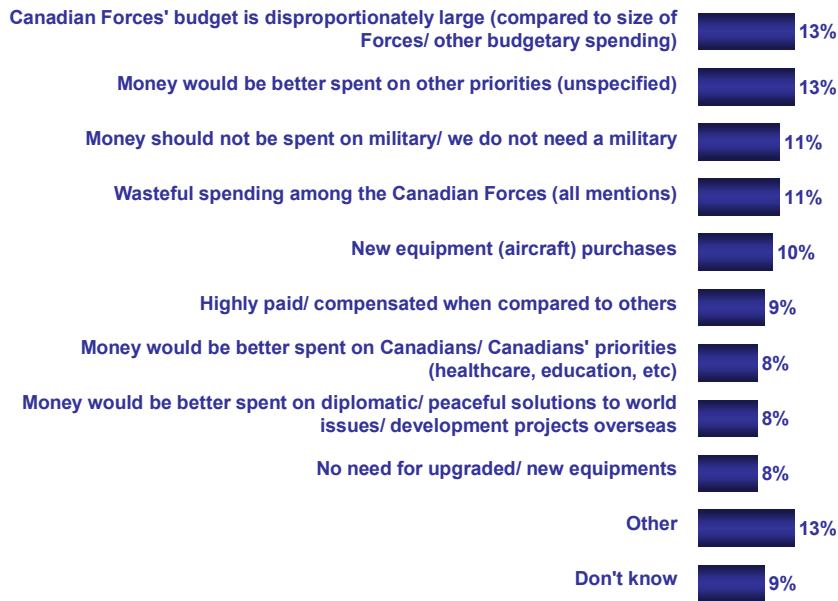 Canadian Forces' budget is disproportionately large (compared to size of
Forces/ other budgetary spending)
13%
Money would be better spent on other priorities (unspecified)
13%
Money should not be spent on military/ we do not need a military
11%
Wasteful spending among the Canadian Forces (all mentions)
11%
New equipment (aircraft) purchases
10%
Highly paid/ compensated when compared to others
9%
Money would be better spent on Canadians/ Canadians' priorities
(healthcare, education, etc)
8%
Money would be better spent on diplomatic/ peaceful solutions to world
issues/ development projects overseas
8%
No need for upgraded/ new equipments
8%
Other
13%
Don't know
9%